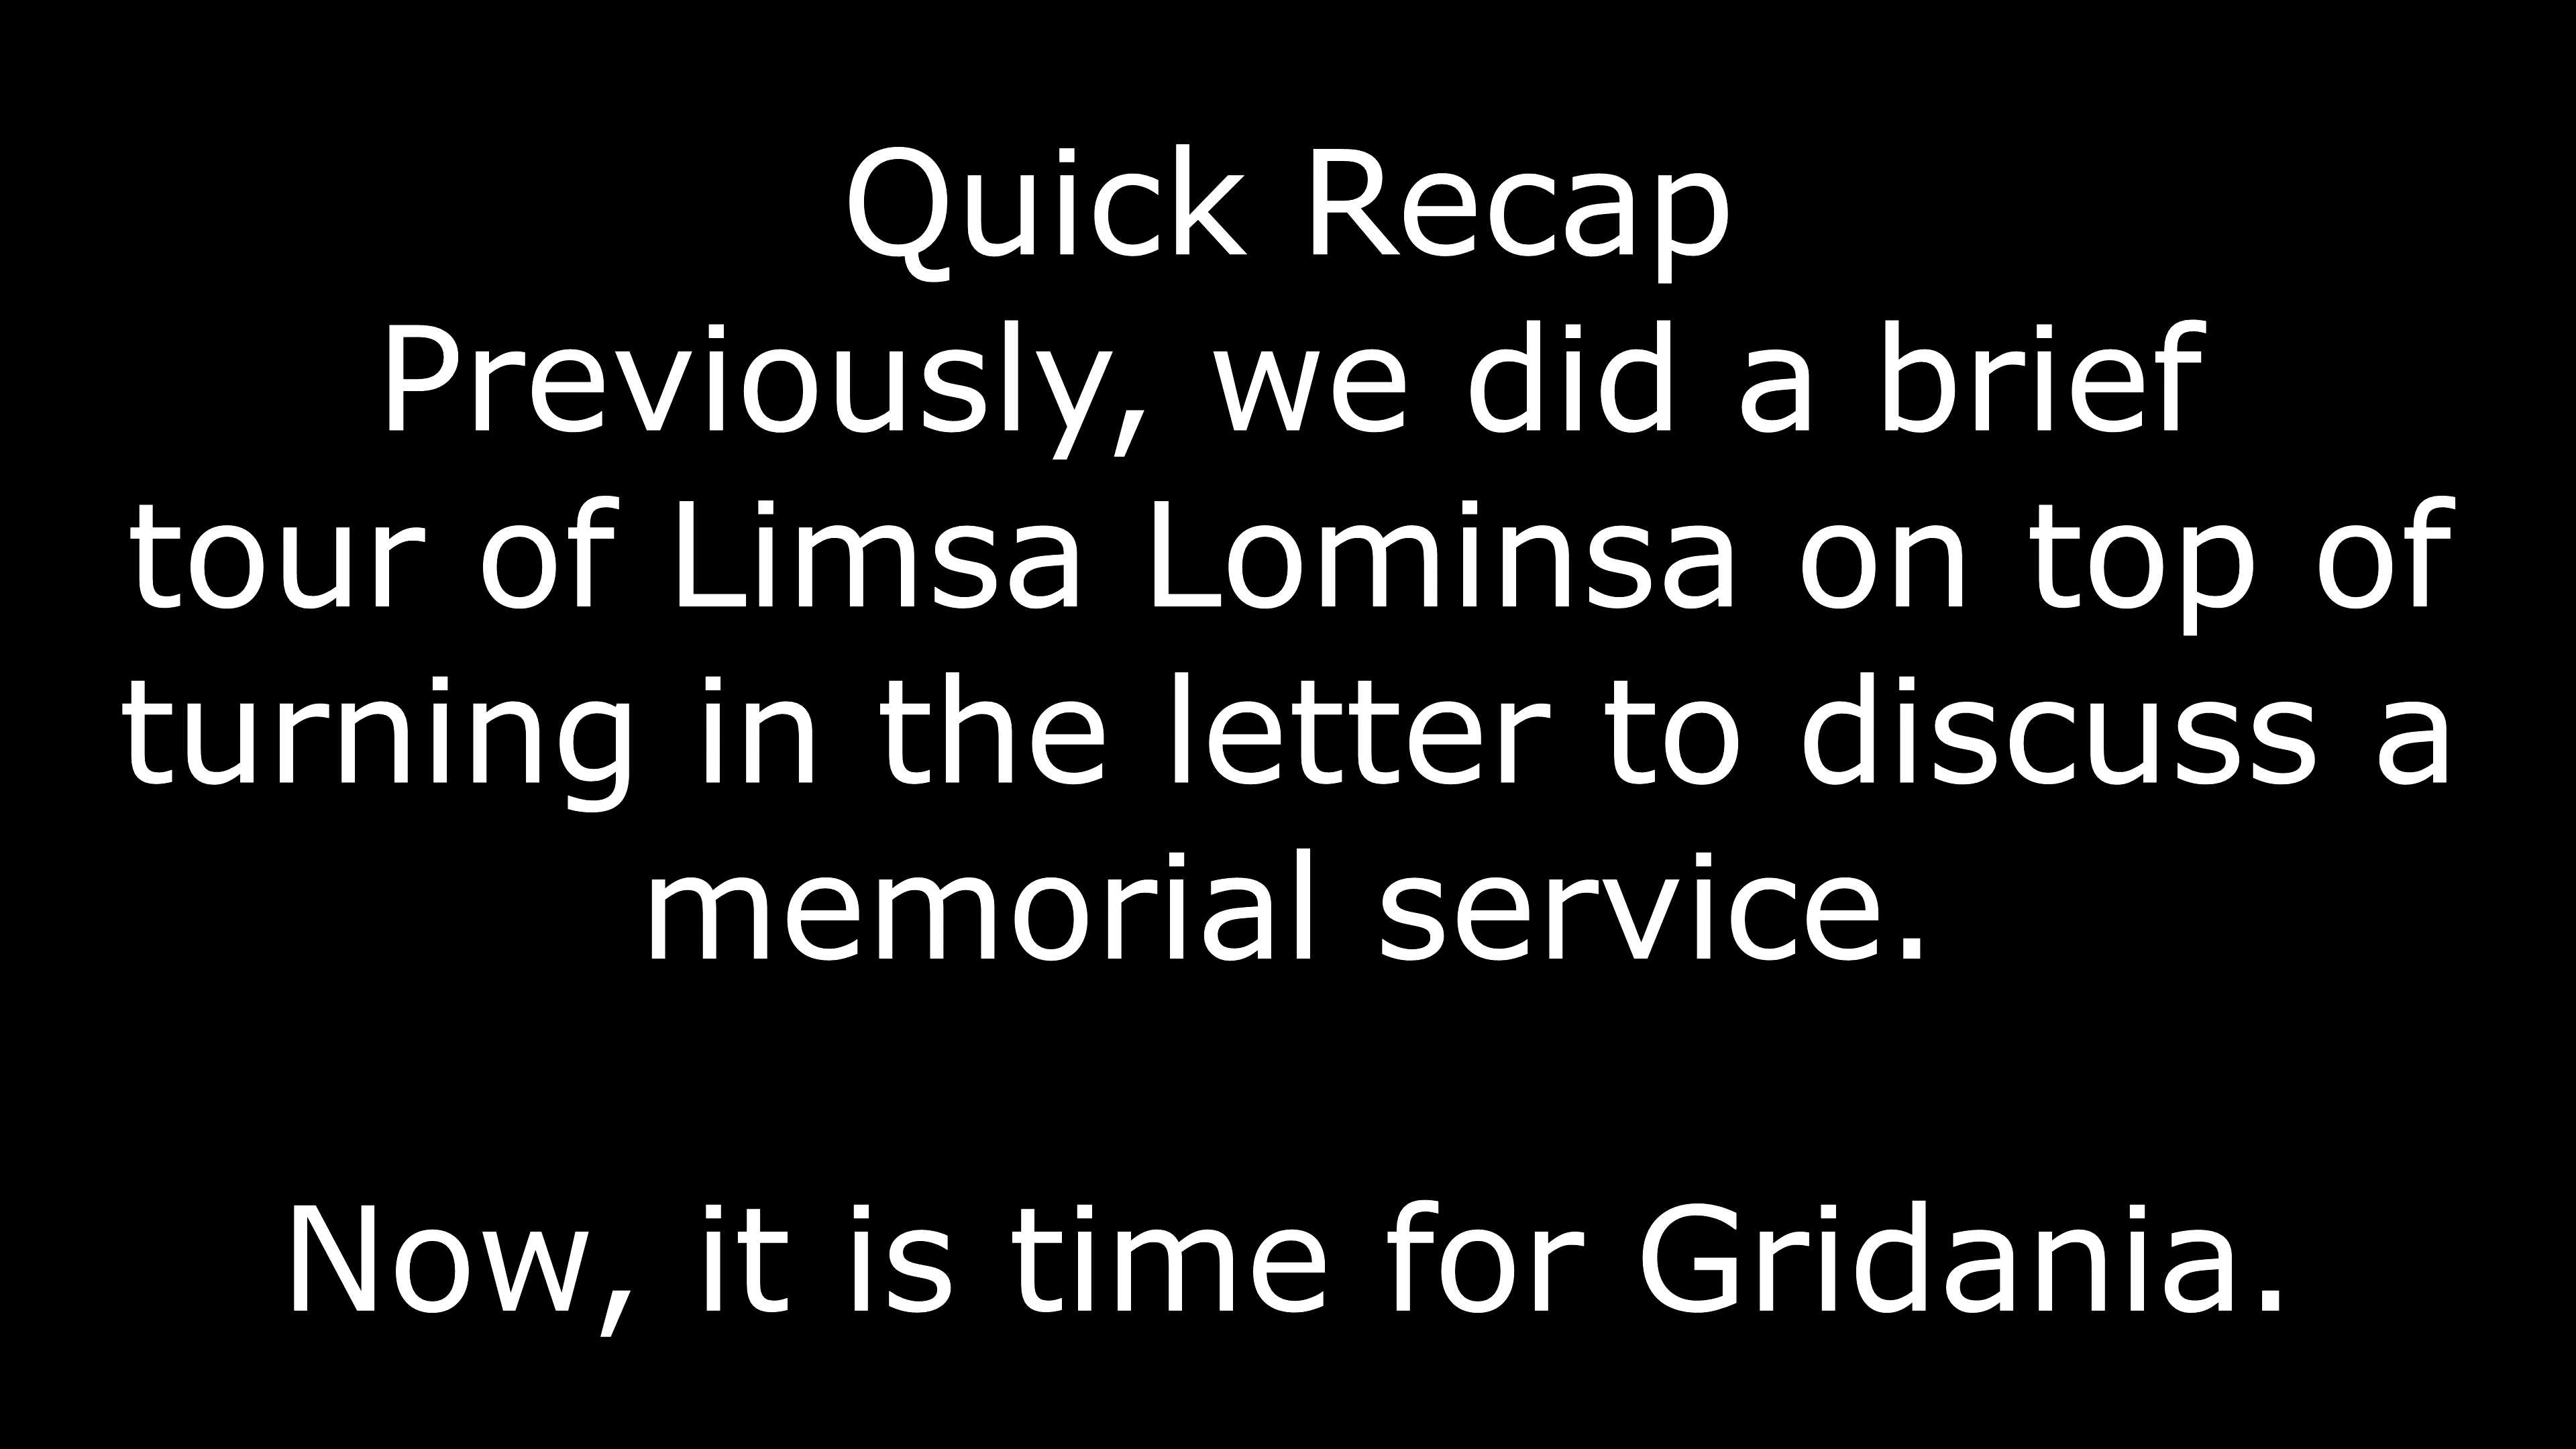 Quick Recap
Previously, we did a brief
tour of Limsa Lominsa on top of
turning in the letter to discuss a
memorial service.
Now, it is time for Gridania.